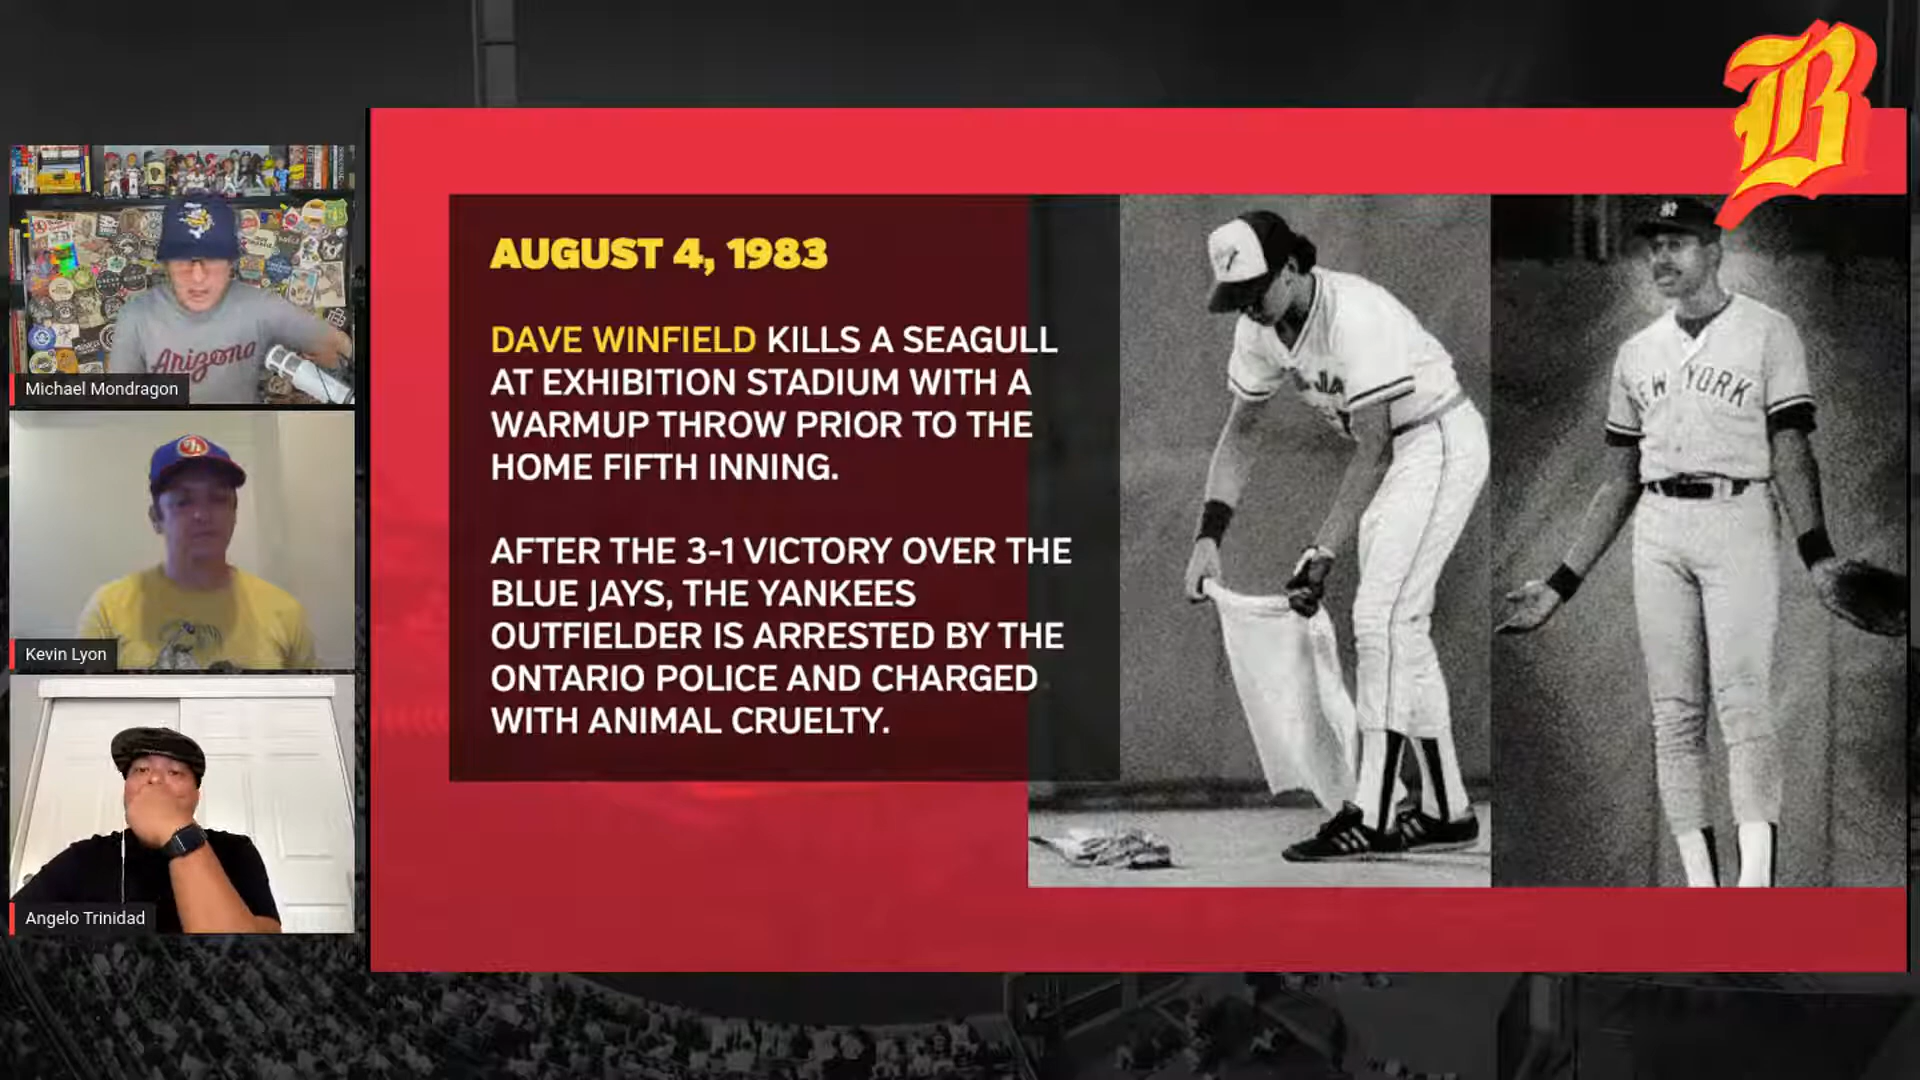 B
Arizona
Michael Mondragon
Kevin Lyon
Angelo Trinidad
AUGUST 4, 1983
DAVE WINFIELD KILLS A SEAGULL
AT EXHIBITION STADIUM WITH A
WARMUP THROW PRIOR TO THE
HOME FIFTH INNING.
AFTER THE 3-1 VICTORY OVER THE
BLUE JAYS, THE YANKEES
OUTFIELDER IS ARRESTED BY THE
ONTARIO POLICE AND CHARGED
WITH ANIMAL CRUELTY.
NEW YORK